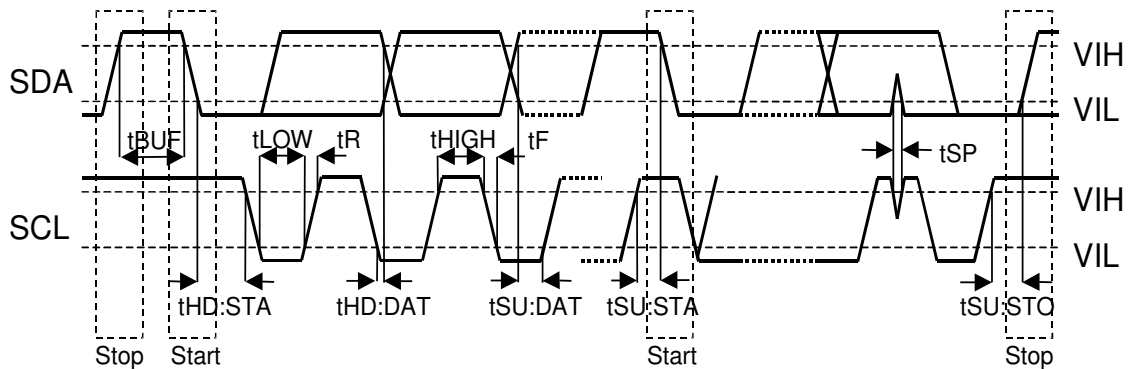 VIH
SDA
VIL
tBUF
tLOW
tR
tHIGH
tF
tSP
VIH
SCL
VIL
tHD:STA
tHD:DAT
tSU:DAT
tSU:STA
tSU:STO
Stop
Start
Start
Stop